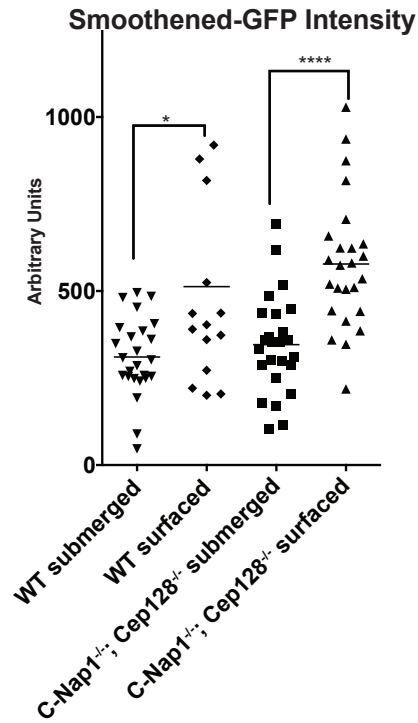 Smoothened-GFP Intensity
****
*
1000
500
0
Arbitrary Units
WT submerged
WT surfaced
C-Nap1-/-; Cep128-/- submerged
C-Nap1-/-; Cep128-/- surfaced